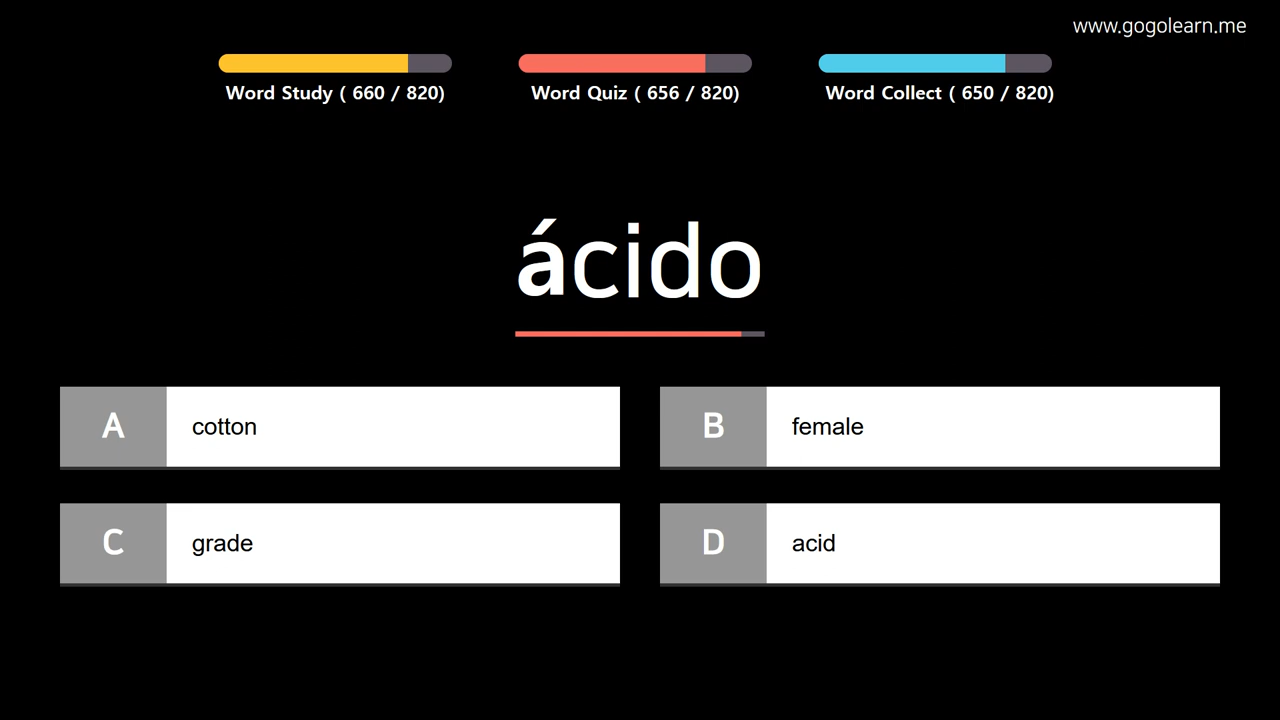 www.gogolearn.me
Word Study ( 660 / 820)
Word Quiz ( 656 / 820)
Word Collect ( 650 / 820)
ácido
A
cotton
B
female
C
grade
D
acid